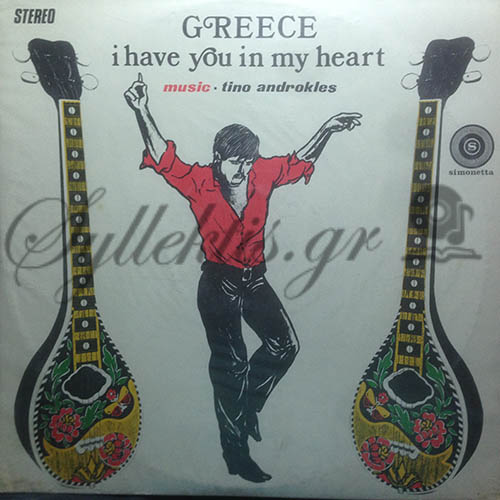 STEREO
GREECE
i have you in my heart
music · tino androkles
S
simonetta
Syllektis.gr